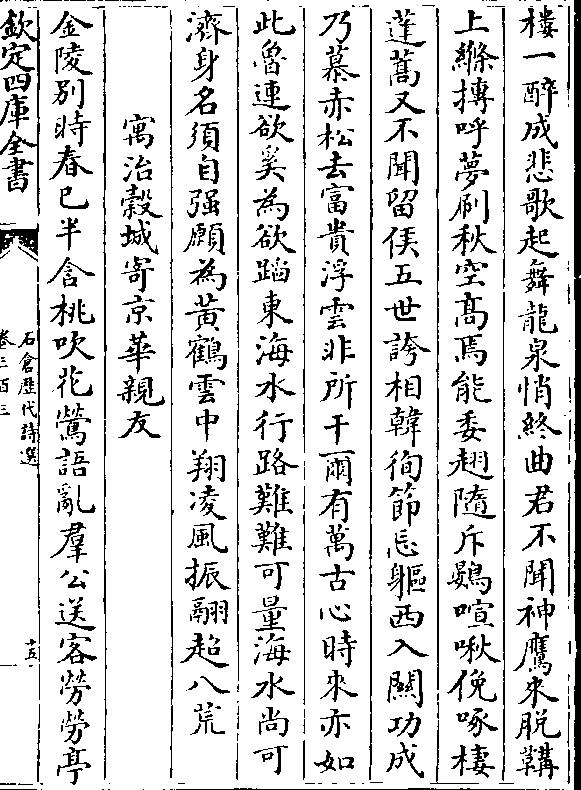 樓一醉成悲歌起舞龍泉悄終曲君不聞神鷹來脫鞲
上絛摶呼夢刷秋空髙焉能委翅隨斥鷃喧啾俛啄棲
蓬蒿又不聞留侯五世誇相韓徇節忘軀西入關功成
乃慕赤松去富貴浮雲非所干爾有萬古心時來亦如
此魯連欲奚為欲蹈東海水行路難難可量海水尚可
濟身名須自强願為黃鶴雲中翔凌風振翮超八荒
寓治穀城寄京華親友
金陵别時春已半含桃吹花鶯語亂羣公送客勞勞亭
欽定四庫全書
石倉歷代詩選
卷三百三
十五